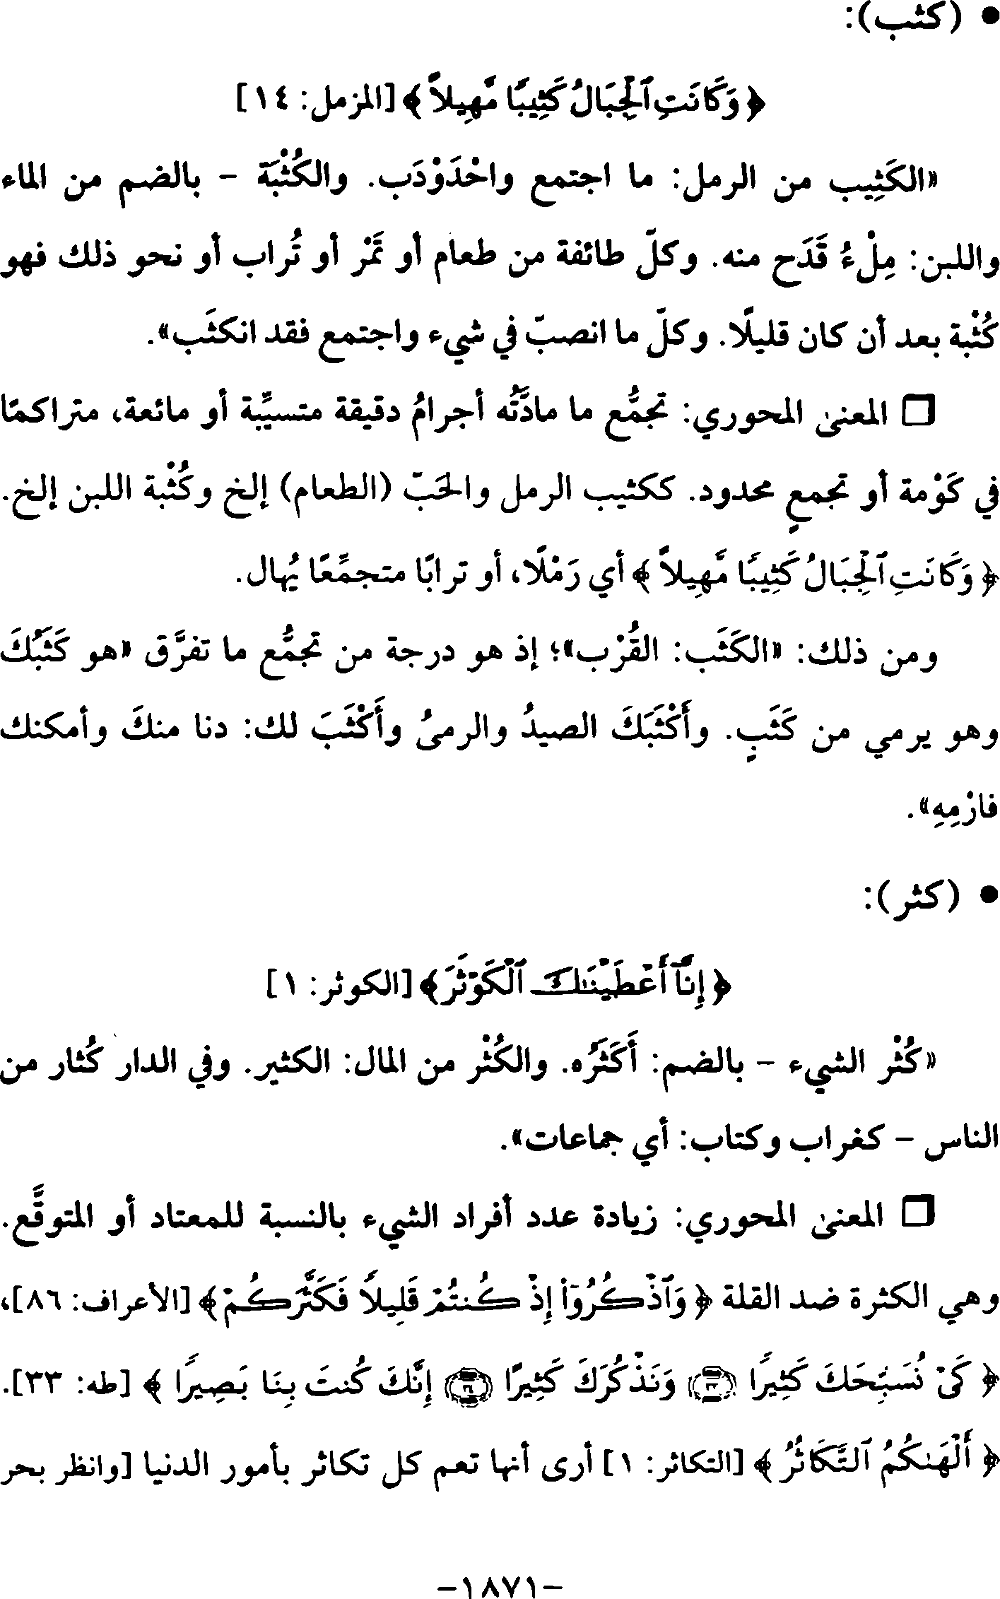 • (كثب):
﴿ وَكَانَتِ ٱلْجِبَالُ كَثِيبًا مَّهِيلًا ﴾ [المزمل: ١٤]
«الكَثِيب من الرمل: ما اجتمع واحْدَوْدَب. والكُثْبَة - بالضم من الماء
واللبن: مِلْءُ قَدَح منه. وكلّ طائفة من طعام أو تَمْر أو تُراب أو نحو ذلك فهو
كُثْبة بعد أن كان قليلًا. وكلّ ما انصبّ في شيء واجتمع فقد انكثَب».
□ المعنى المحوري: تجمُّع ما مادَّتُه أجرامُ دقيقة متسيِّبة أو مائعة، متراكمًا
في كَوْمة أو تجمعٍ محدود. ككثيب الرمل والحَبّ (الطعام) إلخ وكُثْبة اللبن إلخ.
﴿ وَكَانَتِ ٱلْجِبَالُ كَثِيبًا مَّهِيلًا ﴾ أي رَمْلًا، أو ترابًا متجمِّعًا يُهال.
ومن ذلك: «الكَثَب: القُرْب»؛ إذ هو درجة من تجمُّع ما تفرَّق «هو كَثَبُكَ
وهو يرمي من كَثَبٍ. وأَكْثَبَكَ الصيدُ والرمىُ وأَكْثَبَ لك: دنا منكَ وأمكنك
فارْمِهِ».
• (كثر):
﴿ إِنَّآ أَعْطَيْنَٰكَ ٱلْكَوْثَرَ﴾ [الكوثر: ١]
«كُثْر الشيء - بالضم: أَكَثَرُه. والكُثْر من المال: الكثير. وفي الدار كُثار من
الناس - كغراب وكتاب: أي جماعات».
□ المعنى المحوري: زيادة عدد أفراد الشيء بالنسبة للمعتاد أو المتوقَّع.
وهي الكثرة ضد القلة ﴿ وَٱذْكُرُوٓا۟ إِذْ كُنتُمْ قَلِيلًا فَكَثَّرَكُمْ﴾ [الأعراف: ٨٦]،
﴿ كَىْ نُسَبِّحَكَ كَثِيرًا ۝٣٣ وَنَذْكُرَكَ كَثِيرًا ۝٣٤ إِنَّكَ كُنتَ بِنَا بَصِيرًا ﴾ [طه: ٣٣].
﴿ أَلْهَىٰكُمُ ٱلتَّكَاثُرُ ﴾ [التكاثر: ١] أرى أنها تعم كل تكاثر بأمور الدنيا [وانظر بحر
-١٨٧١-